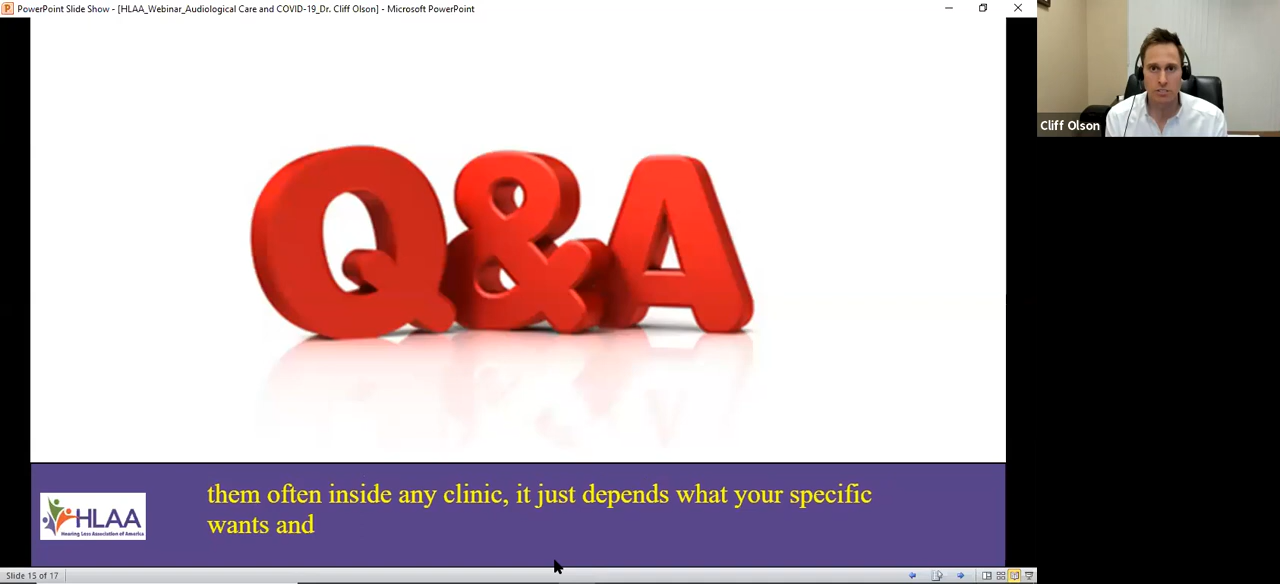 PowerPoint Slide Show - [HLAA_Webinar_Audiological Care and COVID-19_Dr. Cliff Olson] - Microsoft PowerPoint
Cliff Olson
Q&A
them often inside any clinic, it just depends what your specific
wants and
HLAA
Hearing Loss Association of America
Slide 15 of 17